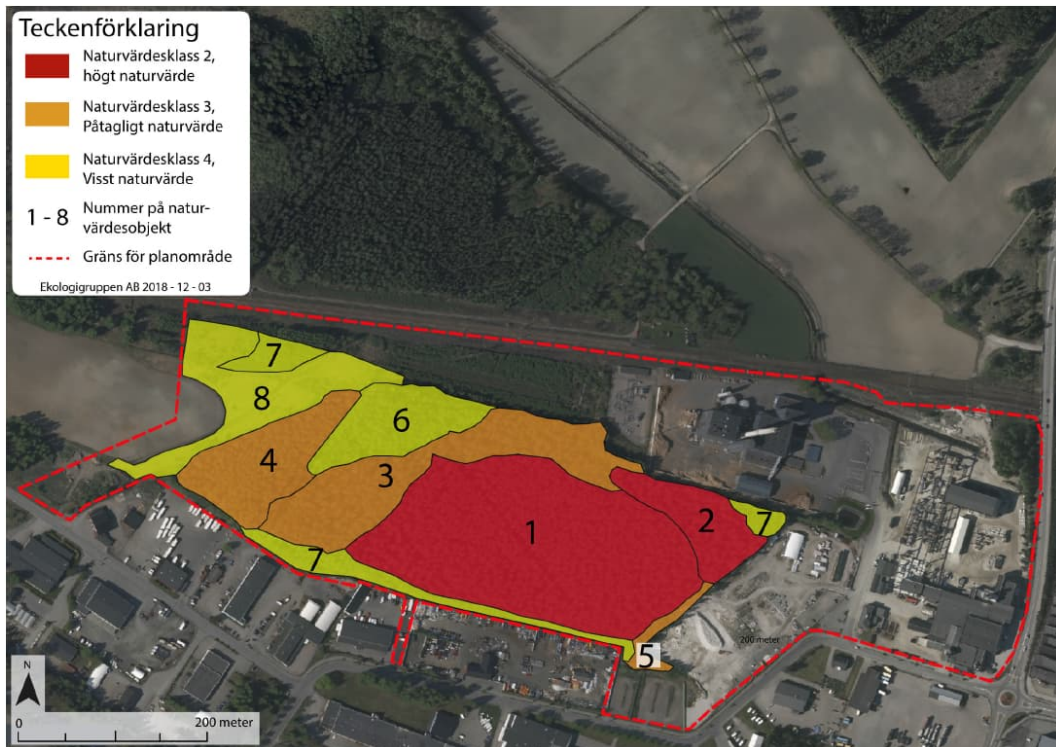 Teckenförklaring
Naturvärdesklass 2,
högt naturvärde
Naturvärdesklass 3,
Påtagligt naturvärde
Naturvärdesklass 4,
Visst naturvärde
1 - 8 Nummer på natur-
värdesobjekt
Gräns för planområde
Ekologigruppen AB 2018 - 12 - 03
7
8
6
4
3
1
2
7
7
200 meter
5
N
0 200 meter